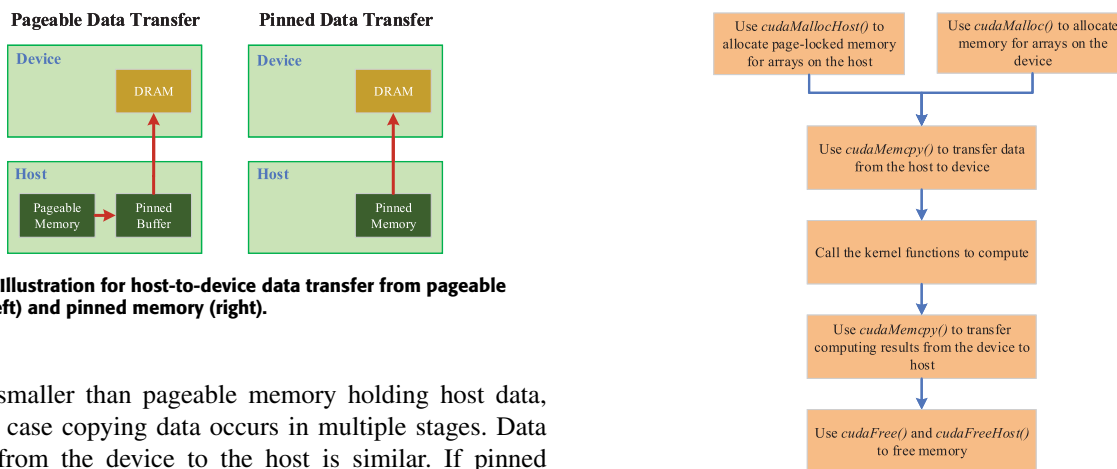 Pageable Data Transfer
Pinned Data Transfer
Device
DRAM
Host
Pageable
Memory
Pinned
Buffer
Device
DRAM
Host
Pinned
Memory
Illustration for host-to-device data transfer from pageable
eft) and pinned memory (right).
smaller than pageable memory holding host data,
case copying data occurs in multiple stages. Data
from the device to the host is similar. If pinned
Use cudaMallocHost() to
allocate page-locked memory
for arrays on the host
Use cudaMalloc() to allocate
memory for arrays on the
device
Use cudaMemcpy() to transfer data
from the host to device
Call the kernel functions to compute
Use cudaMemcpy() to transfer
computing results from the device to
host
Use cudaFree() and cudaFreeHost()
to free memory